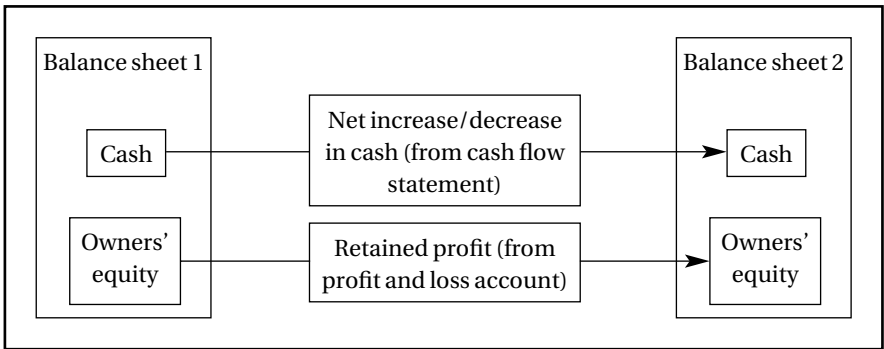 Balance sheet 1
Balance sheet 2
Cash
Net increase/decrease
in cash (from cash flow
statement)
Cash
Owners’
equity
Retained profit (from
profit and loss account)
Owners’
equity